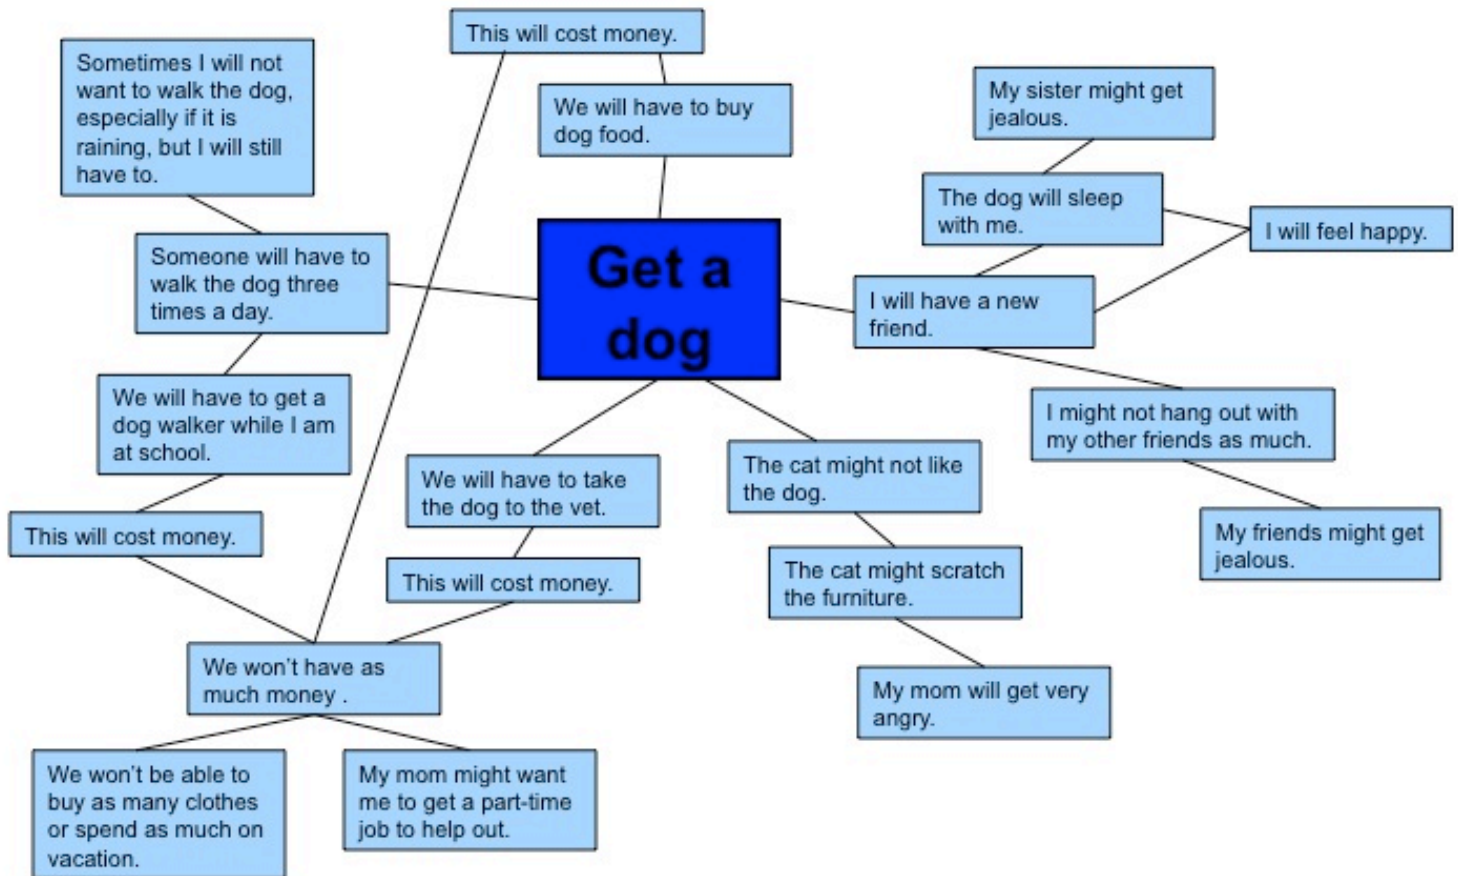 This will cost money.
Sometimes I will not
want to walk the dog,
especially if it is
raining, but I will still
have to.
We will have to buy
dog food.
My sister might get
jealous.
The dog will sleep
with me.
I will feel happy.
Someone will have to
walk the dog three
times a day.
Get a
dog
I will have a new
friend.
We will have to get a
dog walker while I am
at school.
I might not hang out with
my other friends as much.
We will have to take
the dog to the vet.
The cat might not like
the dog.
This will cost money.
My friends might get
jealous.
This will cost money.
The cat might scratch
the furniture.
We won't have as
much money .
My mom will get very
angry.
We won't be able to
buy as many clothes
or spend as much on
vacation.
My mom might want
me to get a part-time
job to help out.